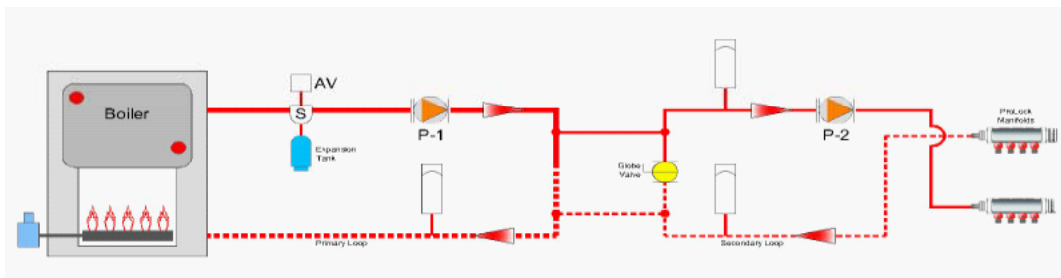 Boiler
AV
S
Expansion
Tank
P-1
Globe
Valve
P-2
ProLock
Manifolds
Primary Loop
Secondary Loop